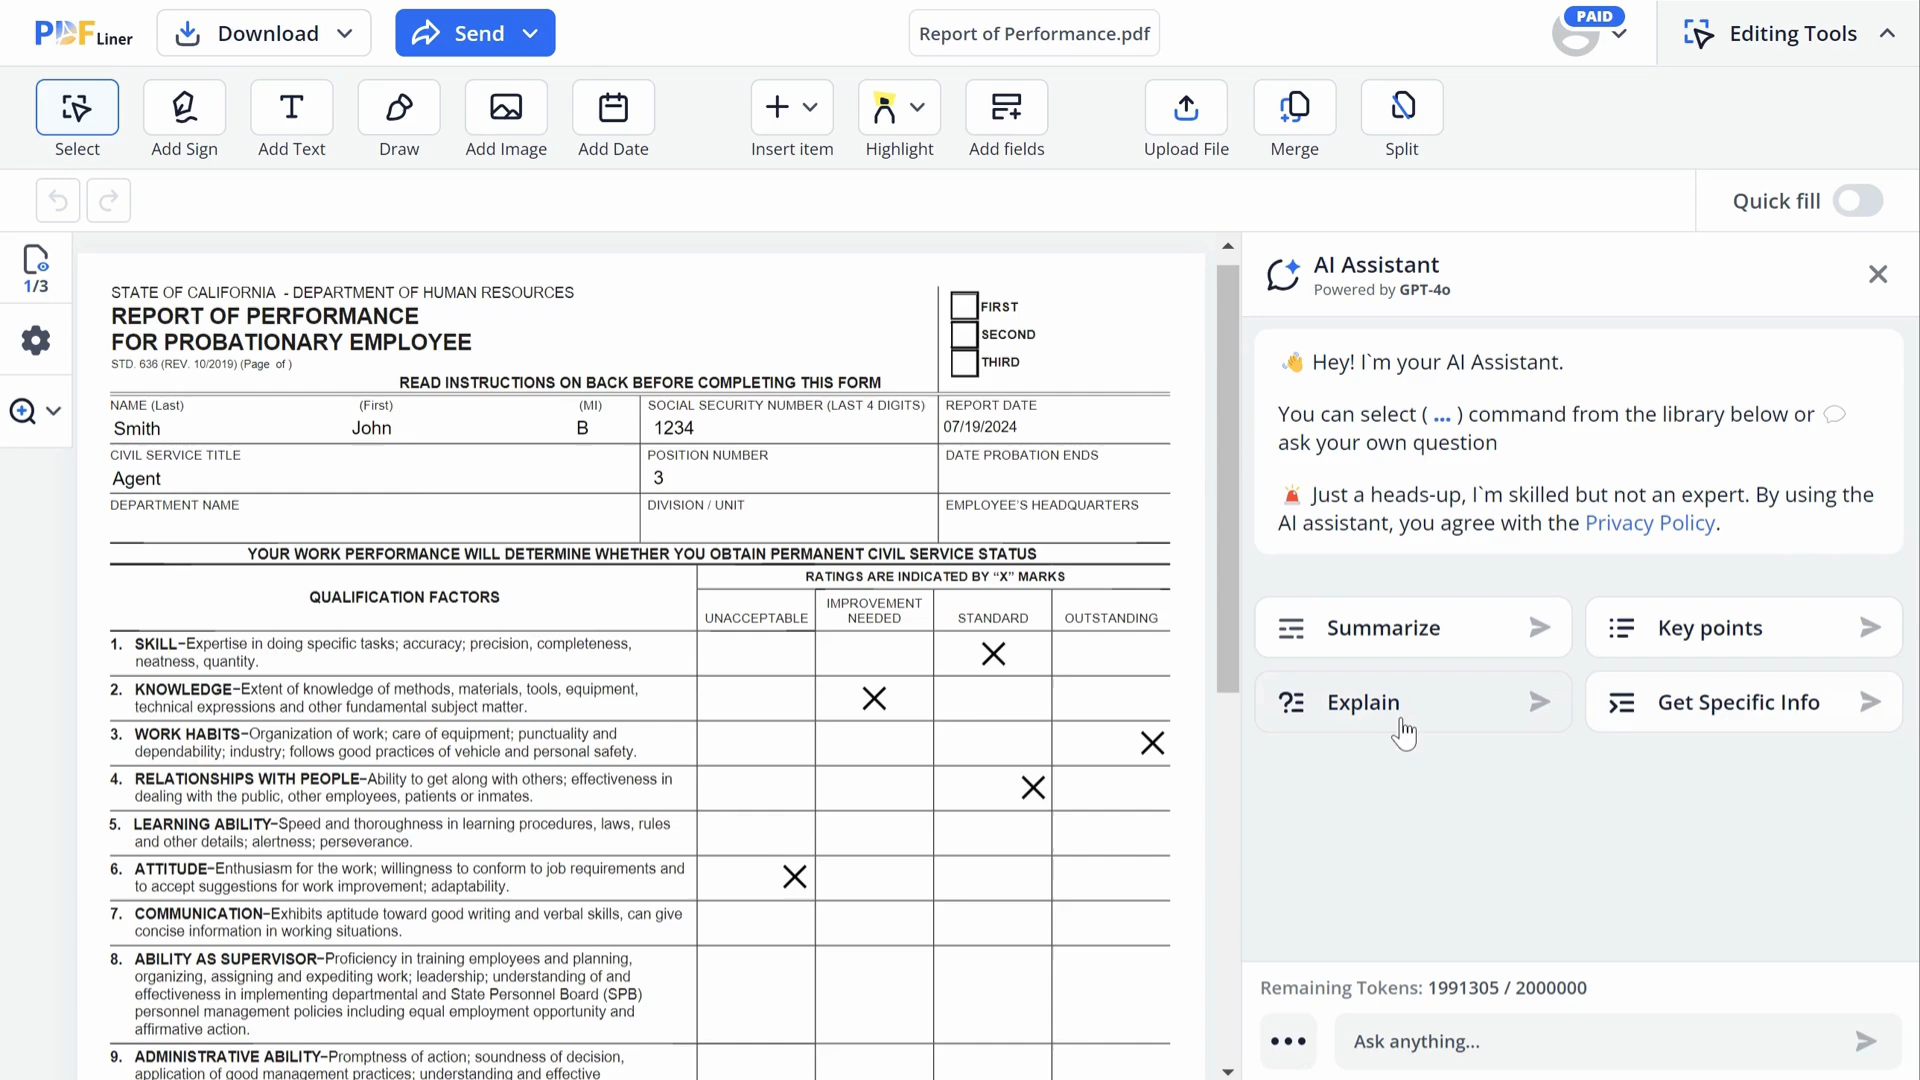 PDFLiner
Download
Send
Report of Performance.pdf
PAID
Editing Tools
Select
Add Sign
Add Text
Draw
Add Image
Add Date
Insert item
Highlight
Add fields
Upload File
Merge
Split
Quick fill
1/3
STATE OF CALIFORNIA - DEPARTMENT OF HUMAN RESOURCES
REPORT OF PERFORMANCE
FOR PROBATIONARY EMPLOYEE
STD. 636 (REV. 10/2019) (Page of )
FIRST
SECOND
THIRD
READ INSTRUCTIONS ON BACK BEFORE COMPLETING THIS FORM
NAME (Last) (First) (MI) SOCIAL SECURITY NUMBER (LAST 4 DIGITS) REPORT DATE
Smith John B 1234 07/19/2024
CIVIL SERVICE TITLE POSITION NUMBER DATE PROBATION ENDS
Agent 3
DEPARTMENT NAME DIVISION / UNIT EMPLOYEE'S HEADQUARTERS
YOUR WORK PERFORMANCE WILL DETERMINE WHETHER YOU OBTAIN PERMANENT CIVIL SERVICE STATUS
QUALIFICATION FACTORS
RATINGS ARE INDICATED BY “X” MARKS
UNACCEPTABLE
IMPROVEMENT
NEEDED
STANDARD
OUTSTANDING
1. SKILL–Expertise in doing specific tasks; accuracy; precision, completeness,
neatness, quantity.
2. KNOWLEDGE–Extent of knowledge of methods, materials, tools, equipment,
technical expressions and other fundamental subject matter.
3. WORK HABITS–Organization of work; care of equipment; punctuality and
dependability; industry; follows good practices of vehicle and personal safety.
4. RELATIONSHIPS WITH PEOPLE–Ability to get along with others; effectiveness in
dealing with the public, other employees, patients or inmates.
5. LEARNING ABILITY–Speed and thoroughness in learning procedures, laws, rules
and other details; alertness; perseverance.
6. ATTITUDE–Enthusiasm for the work; willingness to conform to job requirements and
to accept suggestions for work improvement; adaptability.
7. COMMUNICATION–Exhibits aptitude toward good writing and verbal skills, can give
concise information in working situations.
8. ABILITY AS SUPERVISOR–Proficiency in training employees and planning,
organizing, assigning and expediting work; leadership; understanding of and
effectiveness in implementing departmental and State Personnel Board (SPB)
personnel management policies including equal employment opportunity and
affirmative action.
9. ADMINISTRATIVE ABILITY–Promptness of action; soundness of decision,
application of good management practices; understanding and effective
AI Assistant
Powered by GPT-4o
👋 Hey! I`m your AI Assistant.
You can select ( ... ) command from the library below or 💬
ask your own question
🚨 Just a heads-up, I`m skilled but not an expert. By using the
AI assistant, you agree with the Privacy Policy.
Summarize
Key points
Explain
Get Specific Info
Remaining Tokens: 1991305 / 2000000
Ask anything...